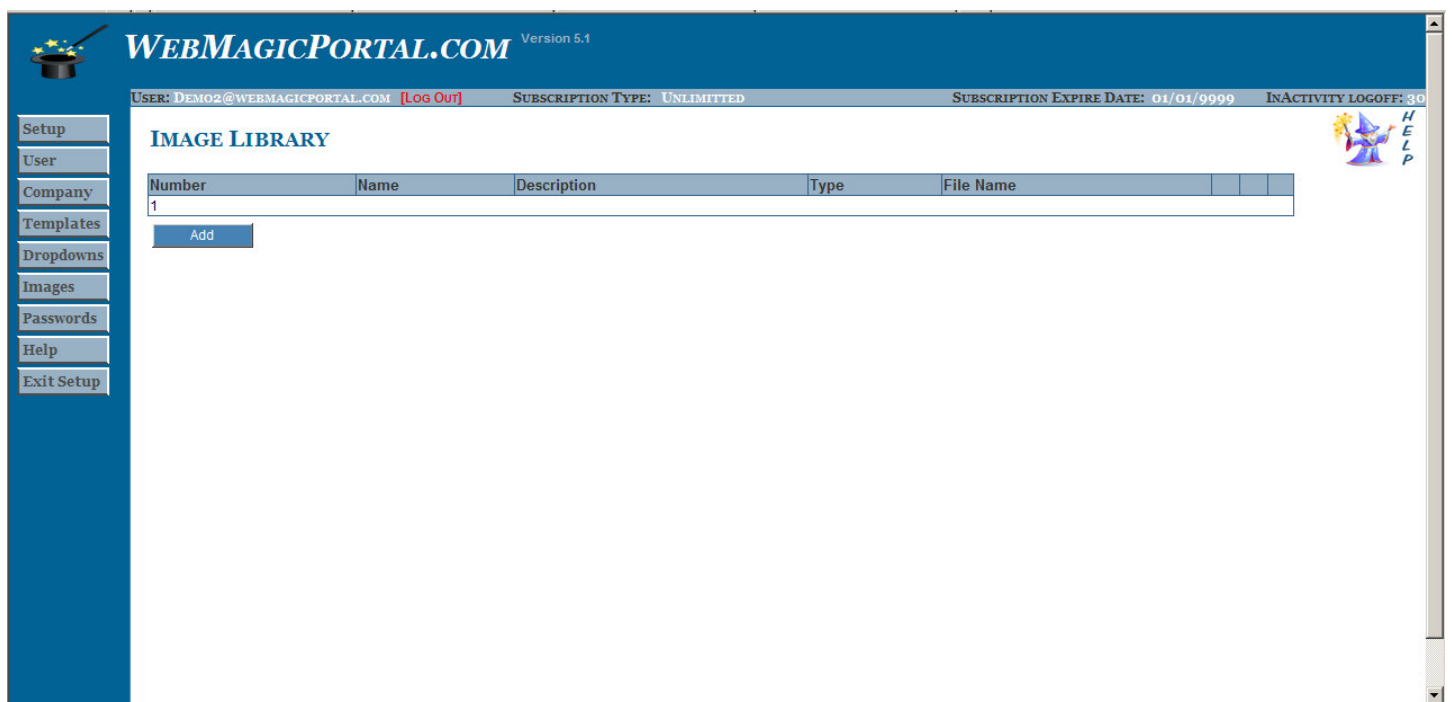 WEBMAGICPORTAL.COM Version 5.1
USER: DEMO2@WEBMAGICPORTAL.COM [LOG OUT] SUBSCRIPTION TYPE: UNLIMITTED SUBSCRIPTION EXPIRE DATE: 01/01/9999 INACTIVITY LOGOFF: 30
HELP
Setup
User
Company
Templates
Dropdowns
Images
Passwords
Help
Exit Setup
IMAGE LIBRARY
Number Name Description Type File Name
1
Add